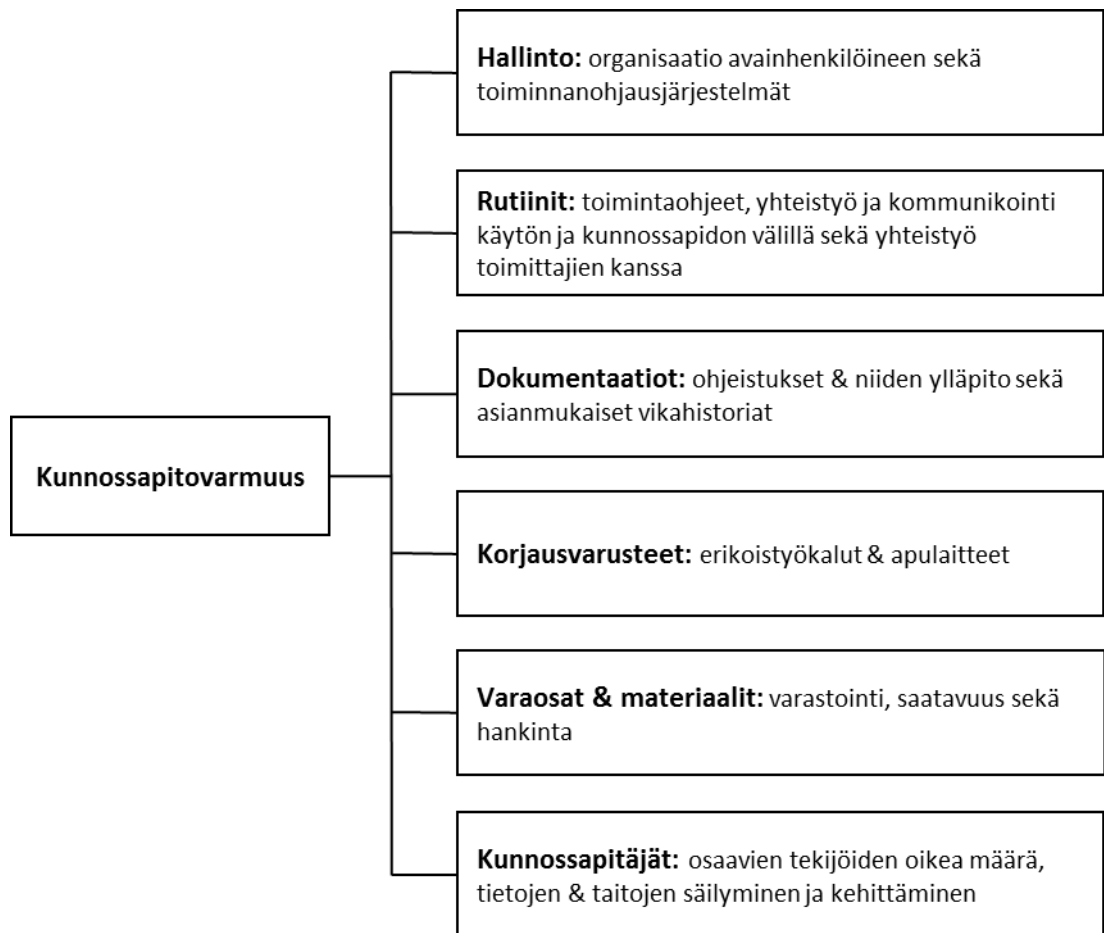 Hallinto: organisaatio avainhenkilöineen sekä
toiminnanohjausjärjestelmät
Rutiinit: toimintaohjeet, yhteistyö ja kommunikointi
käytön ja kunnossapidon välillä sekä yhteistyö
toimittajien kanssa
Dokumentaatiot: ohjeistukset & niiden ylläpito sekä
asianmukaiset vikahistoriat
Kunnossapitovarmuus
Korjausvarusteet: erikoistyökalut & apulaitteet
Varaosat & materiaalit: varastointi, saatavuus sekä
hankinta
Kunnossapitäjät: osaavien tekijöiden oikea määrä,
tietojen & taitojen säilyminen ja kehittäminen